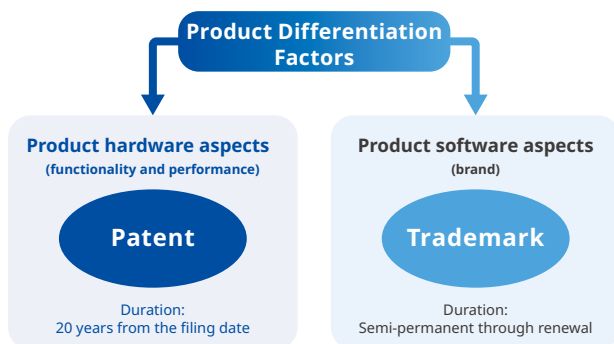 Product Differentiation
Factors
Product hardware aspects
(functionality and performance)
Patent
Duration:
20 years from the filing date
Product software aspects
(brand)
Trademark
Duration:
Semi-permanent through renewal